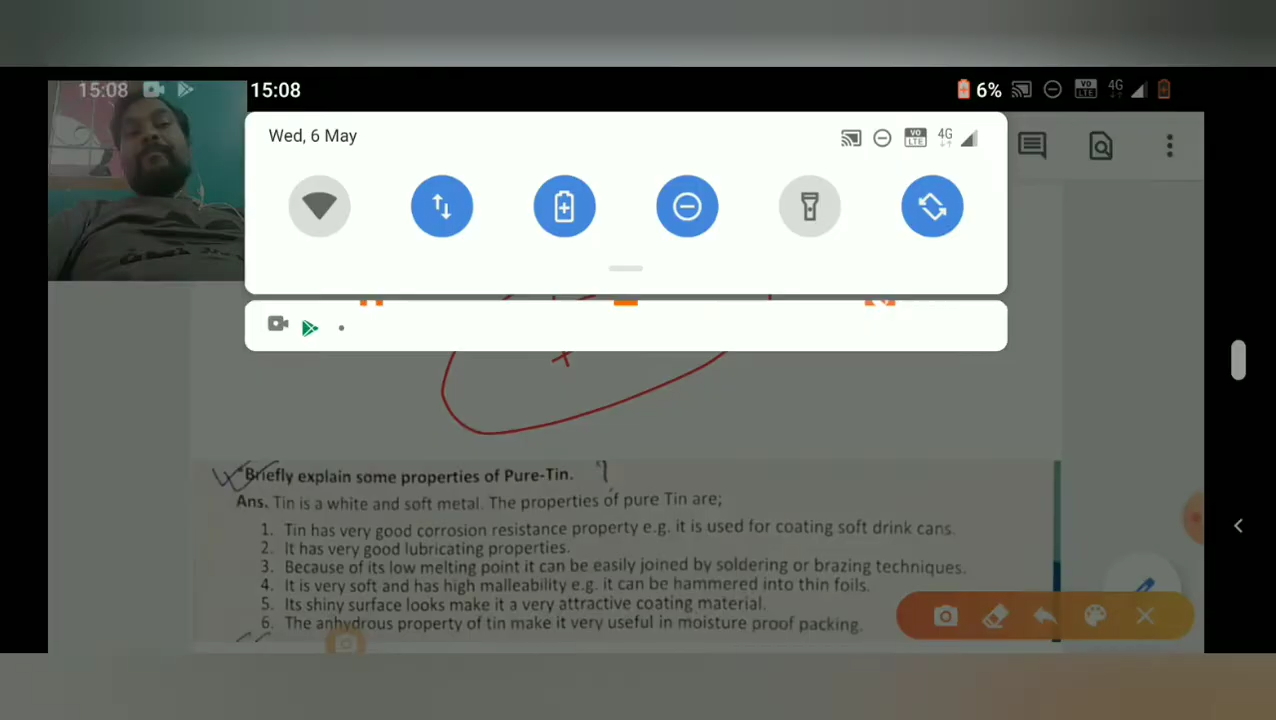 15:08
15:08
6%
VO LTE
4G
Wed, 6 May
VO LTE
4G
*Briefly explain some properties of Pure-Tin.
Ans. Tin is a white and soft metal. The properties of pure Tin are;
1. Tin has very good corrosion resistance property e.g. it is used for coating soft drink cans.
2. It has very good lubricating properties.
3. Because of its low melting point it can be easily joined by soldering or brazing techniques.
4. It is very soft and has high malleability e.g. it can be hammered into thin foils.
5. Its shiny surface looks make it a very attractive coating material.
6. The anhydrous property of tin make it very useful in moisture proof packing.